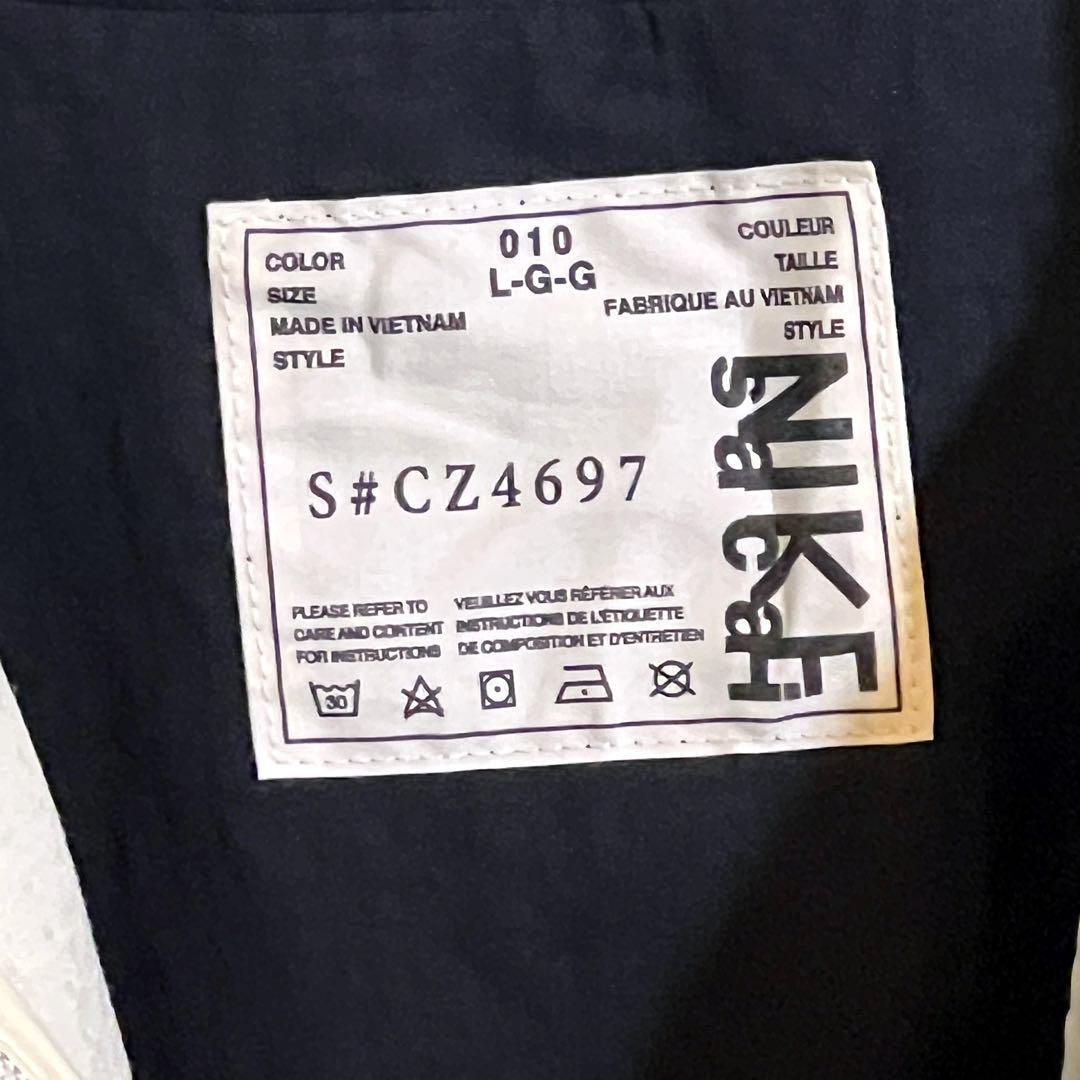 COLOR 010 COULEUR
SIZE L-G-G TAILLE
MADE IN VIETNAM FABRIQUE AU VIETNAM
STYLE STYLE
S#CZ4697
NIKE
sacai
PLEASE REFER TO
CARE AND CONTENT
FOR INSTRUCTIONS
VEUILLEZ VOUS RÉFÉRER AUX
INSTRUCTIONS DE L'ÉTIQUETTE
DE COMPOSITION ET D'ENTRETIEN
30